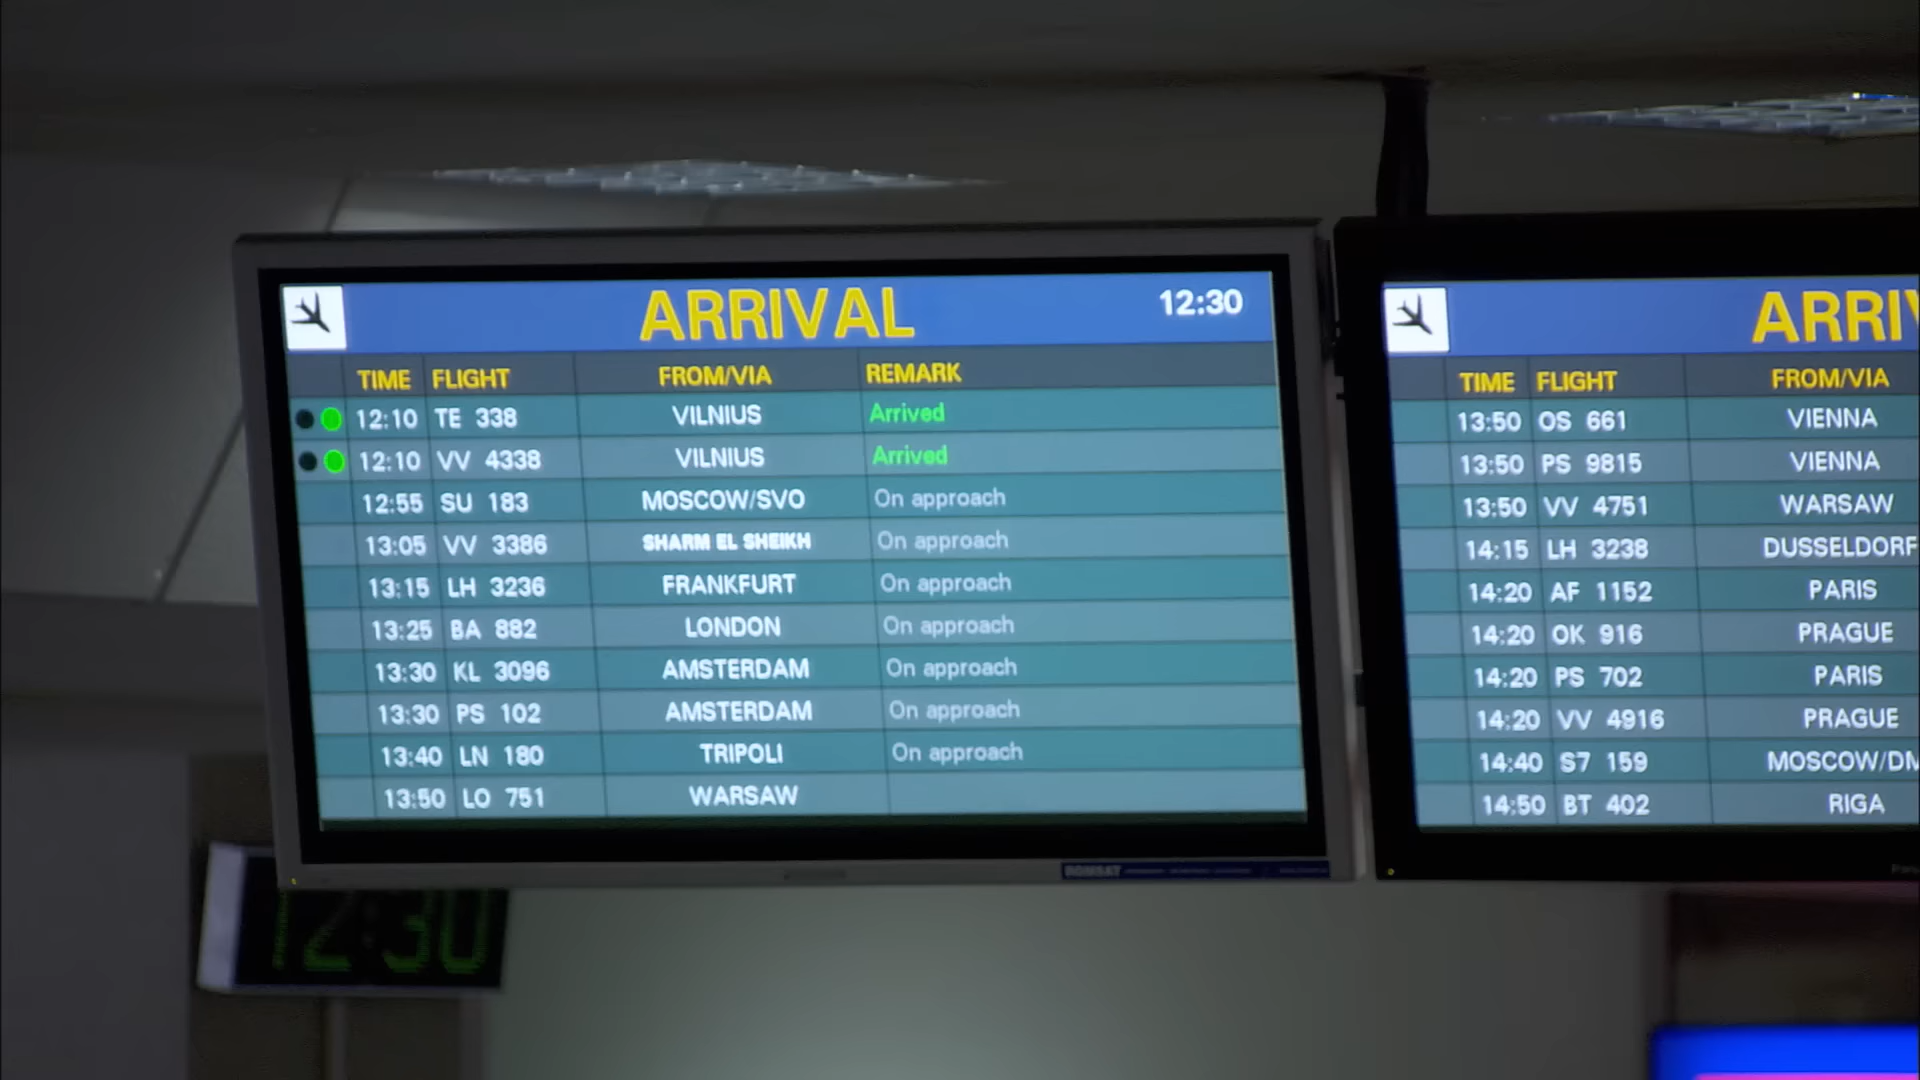 ARRIVAL 12:30
TIME FLIGHT FROM/VIA REMARK
12:10 TE 338 VILNIUS Arrived
12:10 VV 4338 VILNIUS Arrived
12:55 SU 183 MOSCOW/SVO On approach
13:05 VV 3386 SHARM EL SHEIKH On approach
13:15 LH 3236 FRANKFURT On approach
13:25 BA 882 LONDON On approach
13:30 KL 3096 AMSTERDAM On approach
13:30 PS 102 AMSTERDAM On approach
13:40 LN 180 TRIPOLI On approach
13:50 LO 751 WARSAW
ROMSAT
12:30
ARRIV
TIME FLIGHT FROM/VIA
13:50 OS 661 VIENNA
13:50 PS 9815 VIENNA
13:50 VV 4751 WARSAW
14:15 LH 3238 DUSSELDORF
14:20 AF 1152 PARIS
14:20 OK 916 PRAGUE
14:20 PS 702 PARIS
14:20 VV 4916 PRAGUE
14:40 S7 159 MOSCOW/DM
14:50 BT 402 RIGA